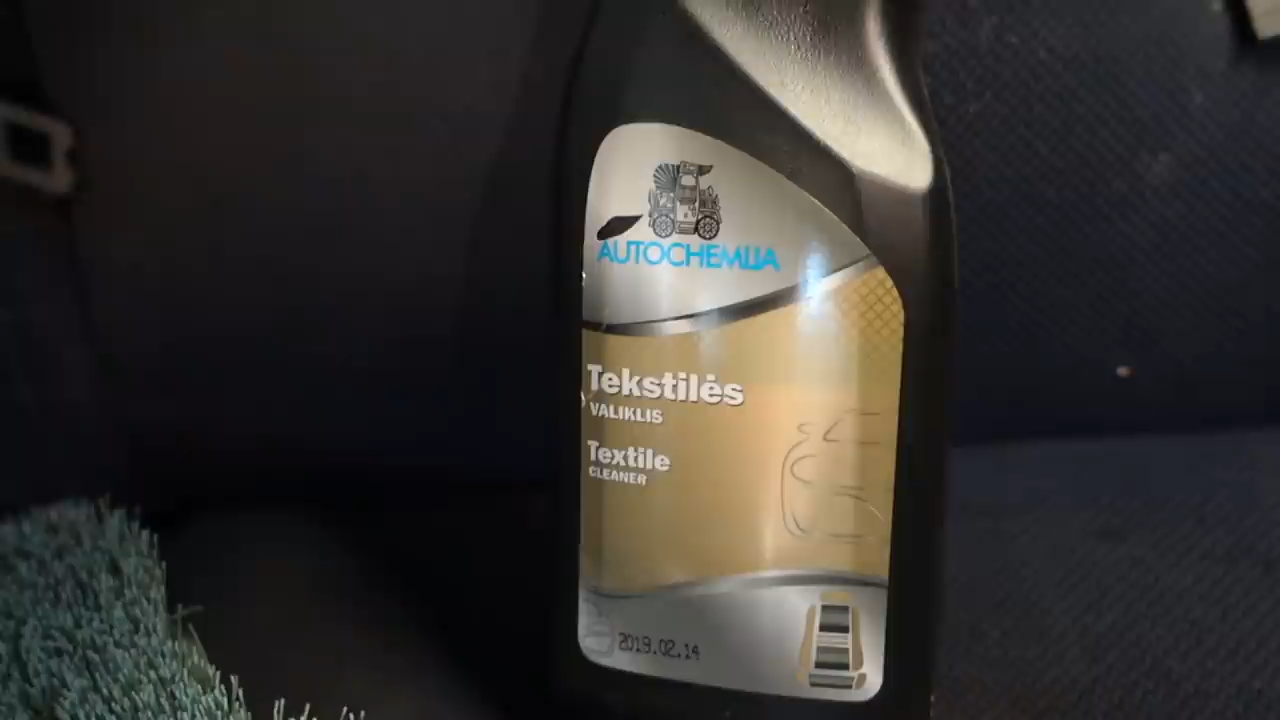 AUTOCHEMIJA
Tekstilės
VALIKLIS
Textile
CLEANER
2019.02.14